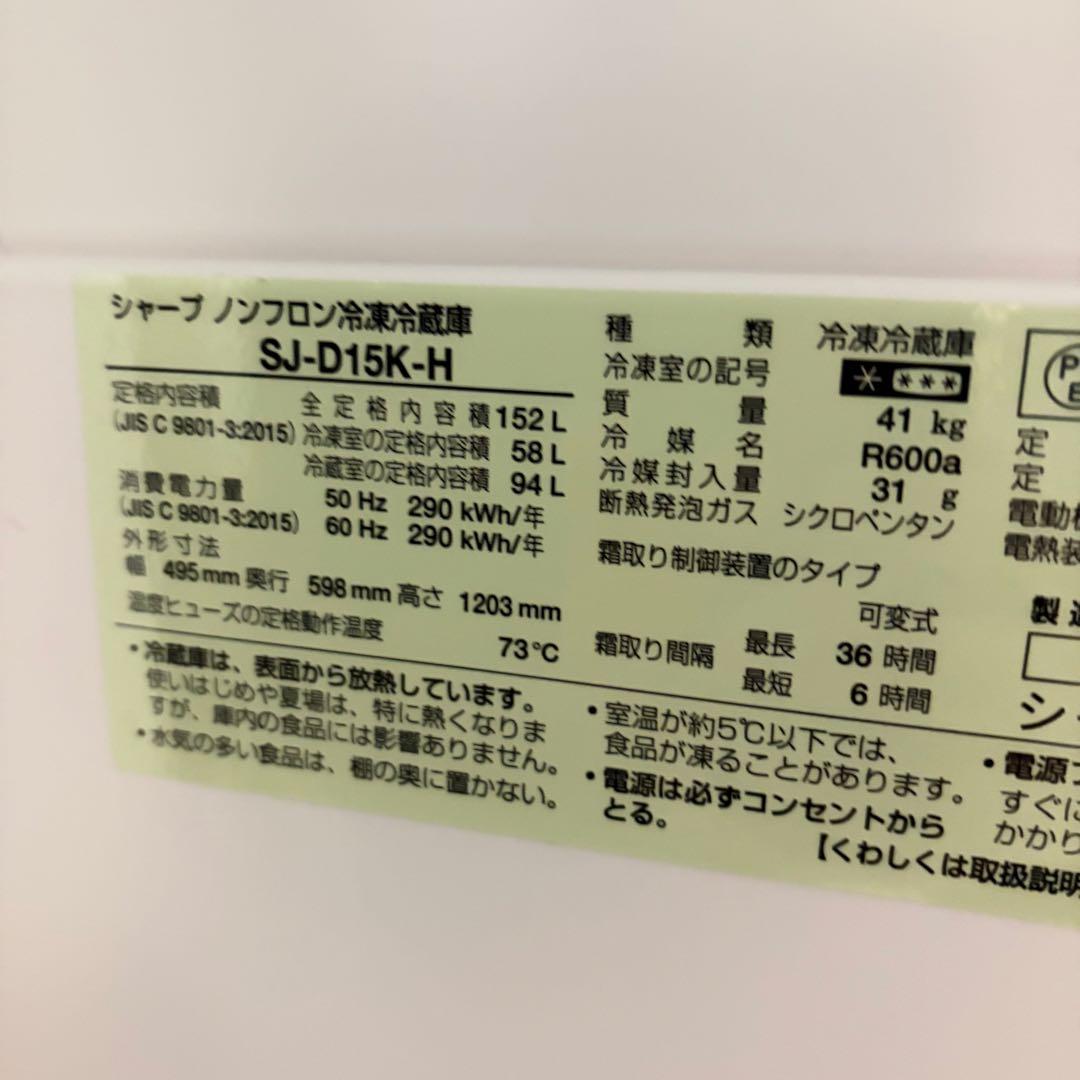 シャープ ノンフロン冷凍冷蔵庫
SJ-D15K-H
定格内容積 全定格内容積 152 L
(JIS C 9801-3:2015) 冷凍室の定格内容積 58 L
冷蔵室の定格内容積 94 L
消費電力量 50 Hz 290 kWh/年
(JIS C 9801-3:2015) 60 Hz 290 kWh/年
外形寸法
幅 495 mm 奥行 598 mm 高さ 1203 mm
温度ヒューズの定格動作温度 73℃
・冷蔵庫は、表面から放熱しています。
使いはじめや夏場は、特に熱くなりま
すが、庫内の食品には影響ありません。
・水気の多い食品は、棚の奥に置かない。
種類 冷凍冷蔵庫
冷凍室の記号 * ***
質量 41 kg
冷媒名 R600a
冷媒封入量 31 g
断熱発泡ガス シクロペンタン
霜取り制御装置のタイプ
可変式
霜取り間隔 最長 36 時間
最短 6 時間
・室温が約5℃以下では、
食品が凍ることがあります。
・電源は必ずコンセントから
とる。
P
E
定
定
電動機
電熱装
製造
シャ
・電源プ
すぐに
かかり
【くわしくは取扱説明